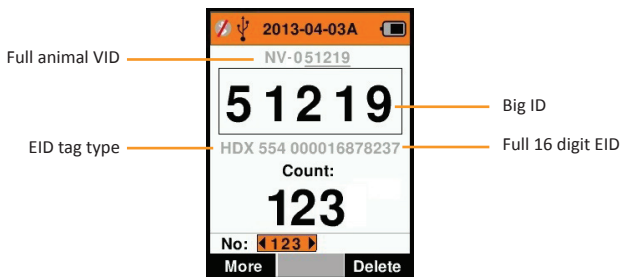 2013-04-03A
Full animal VID
NV-051219
51219
Big ID
EID tag type
HDX 554 000016878237
Full 16 digit EID
Count:
123
No: 123
More Delete